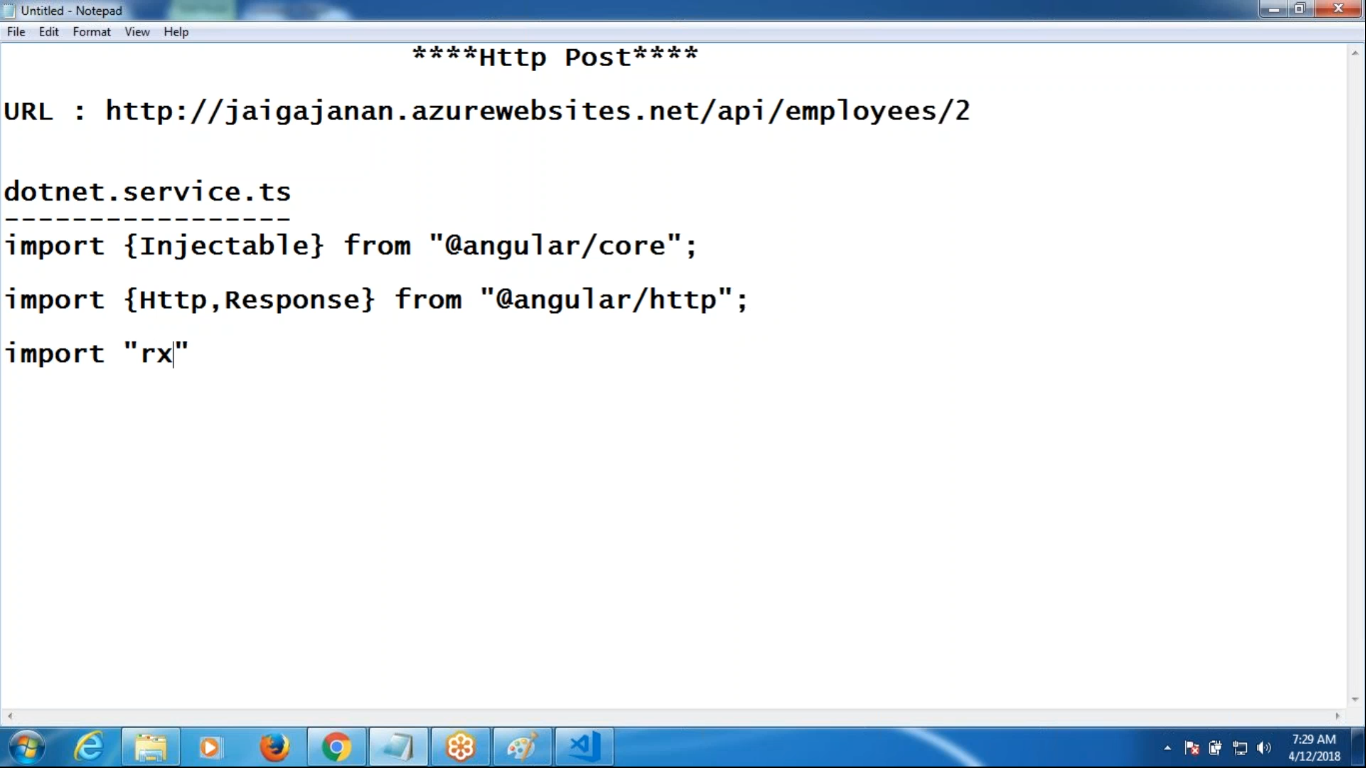 Untitled - Notepad
File Edit Format View Help
****Http Post****
URL : http://jaigajanan.azurewebsites.net/api/employees/2
dotnet.service.ts
-----------------
import {Injectable} from "@angular/core";
import {Http,Response} from "@angular/http";
import "rx"
7:29 AM
4/12/2018